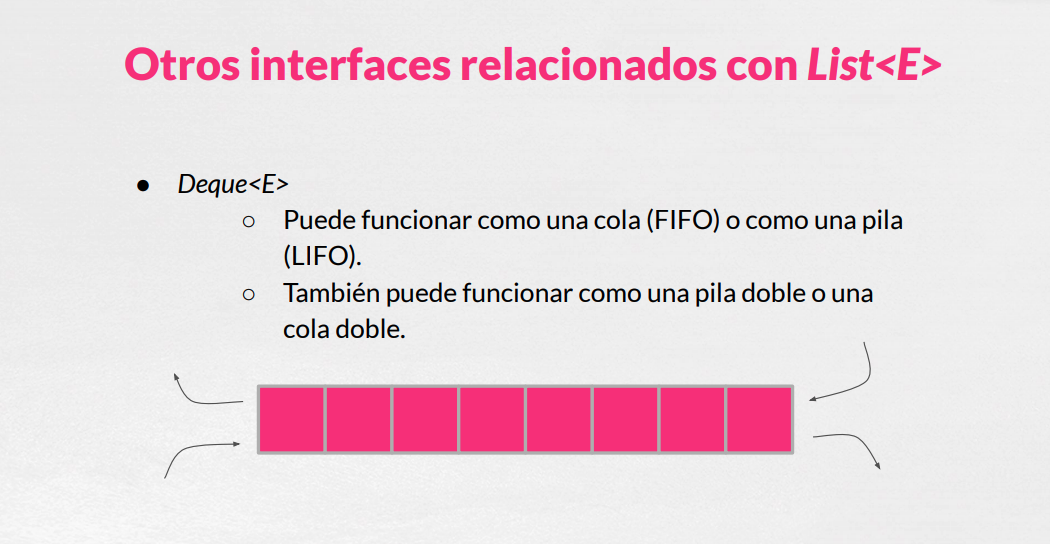 Otros interfaces relacionados con List<E>
● Deque<E>
○ Puede funcionar como una cola (FIFO) o como una pila
(LIFO).
○ También puede funcionar como una pila doble o una
cola doble.